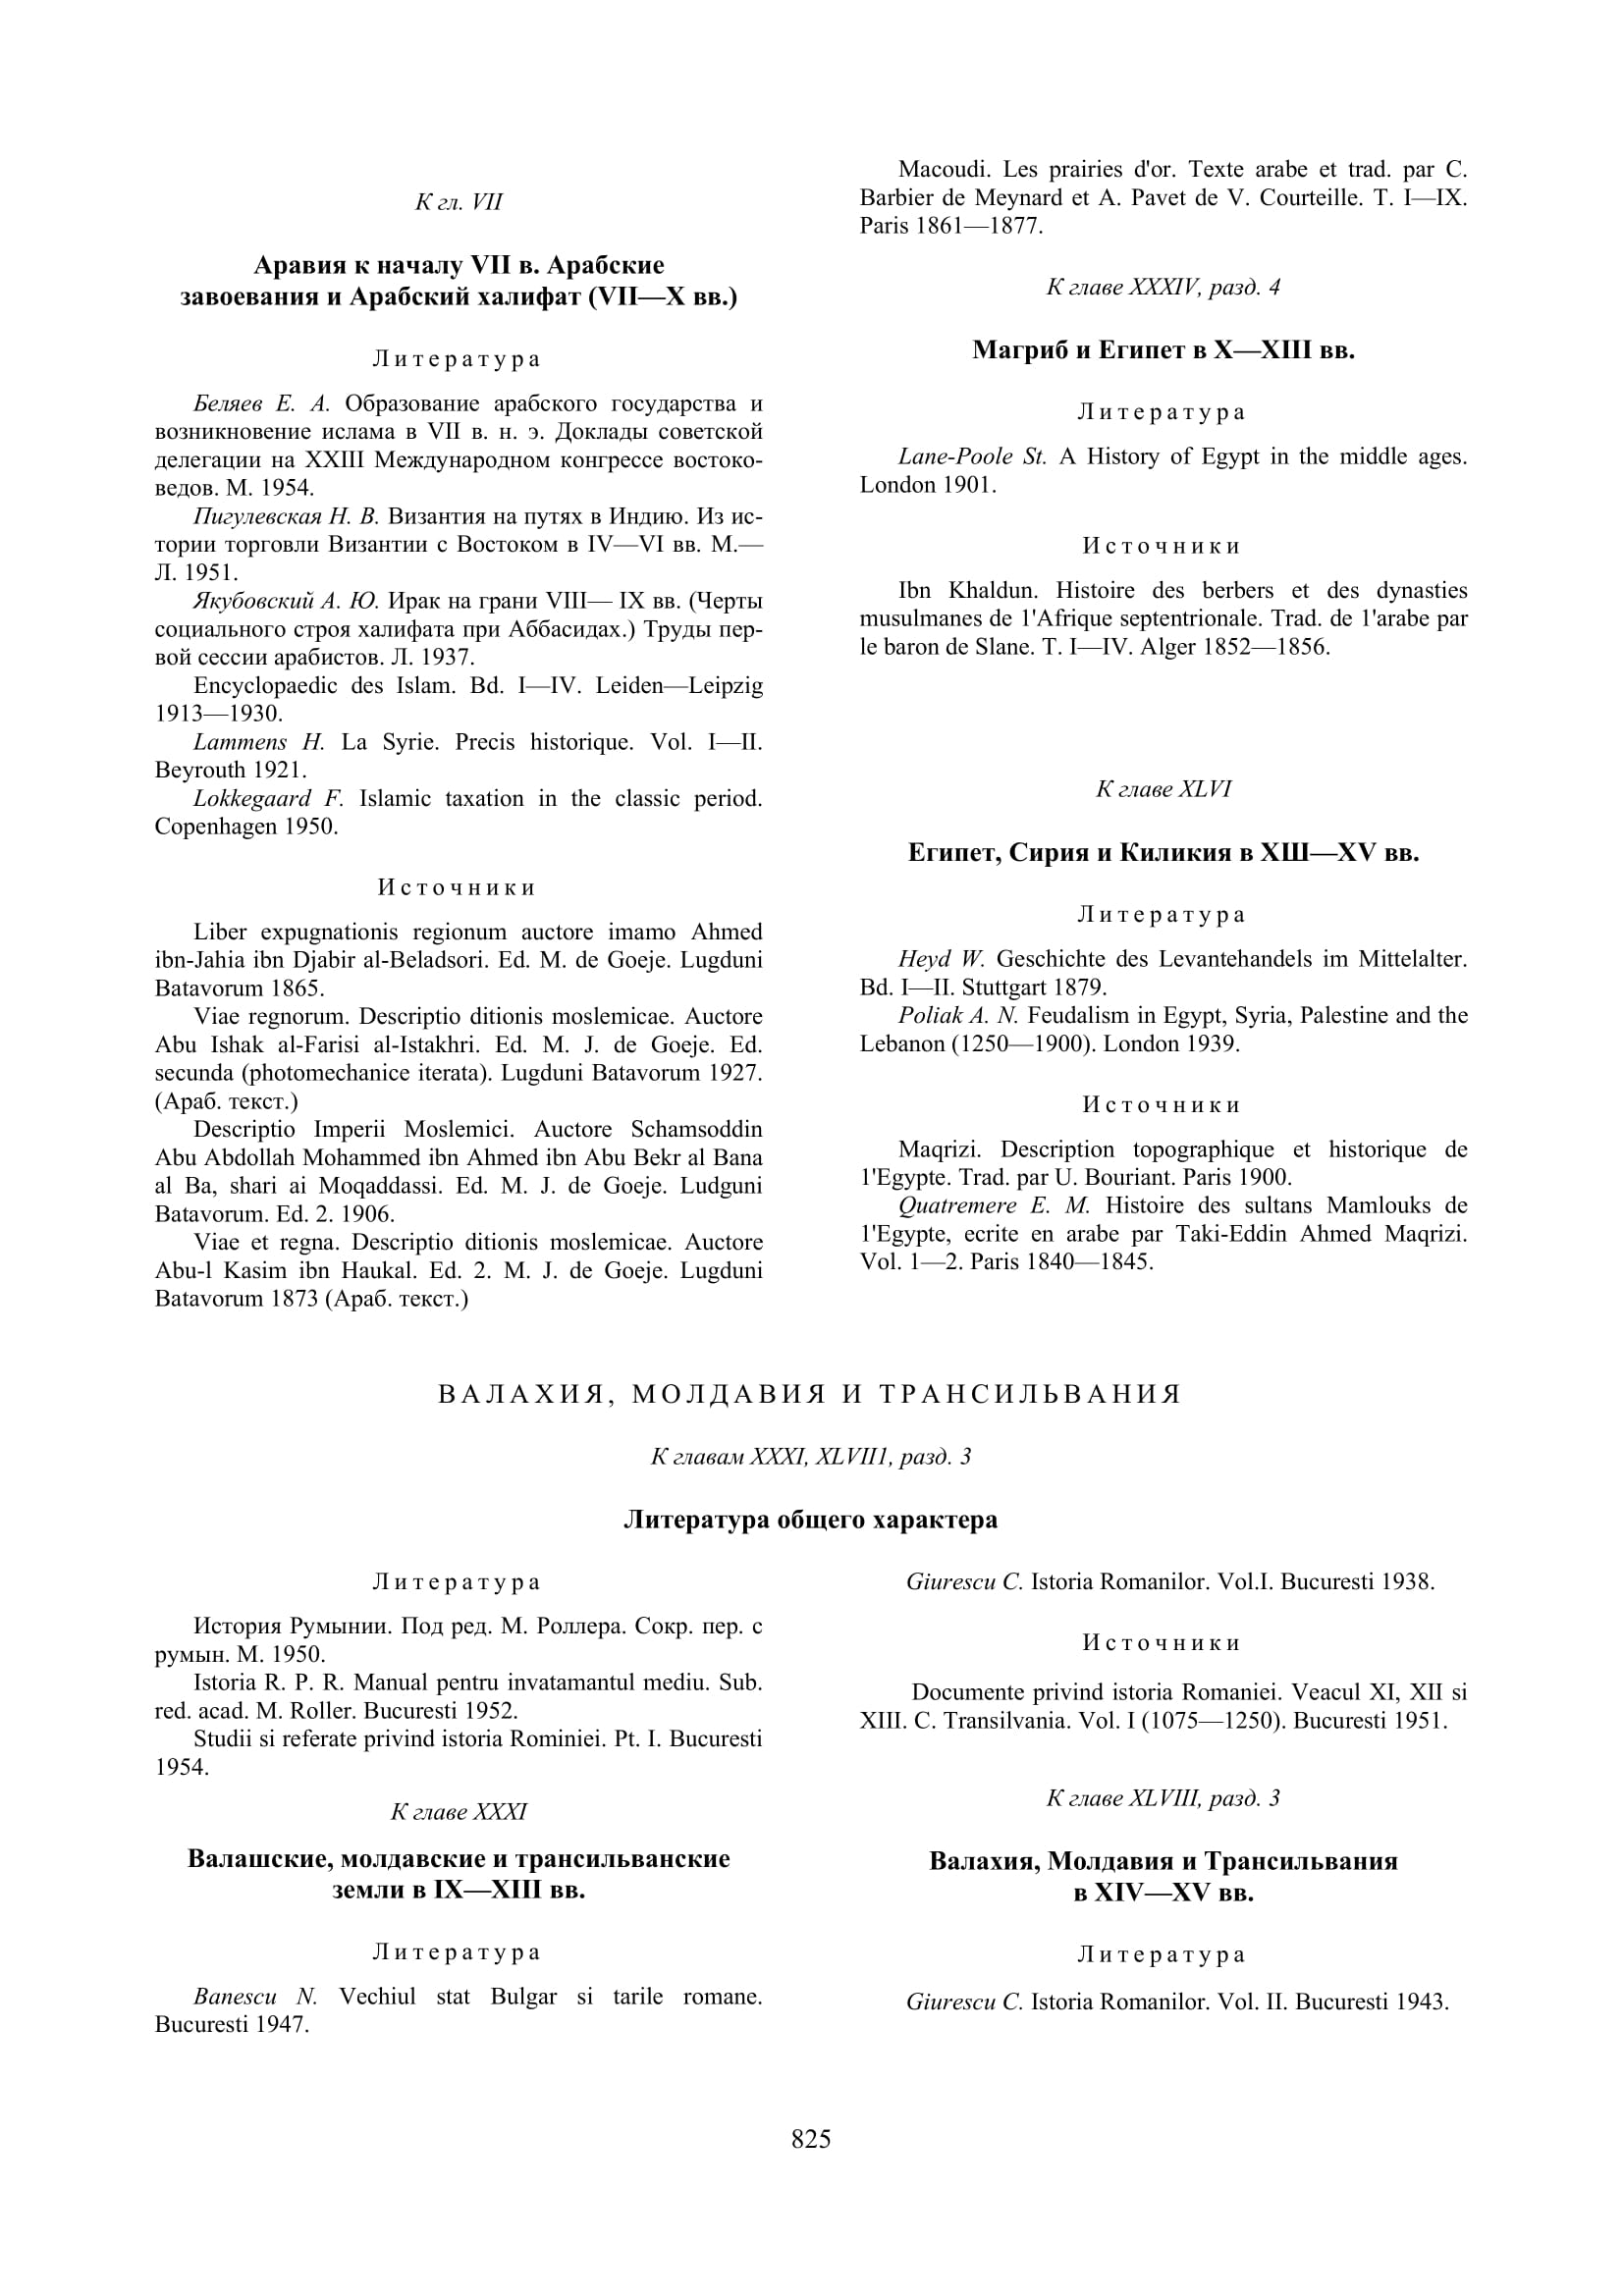 К гл. VII
Аравия к началу VII в. Арабские
завоевания и Арабский халифат (VII—X вв.)
Литература
Беляев Е. А. Образование арабского государства и
возникновение ислама в VII в. н. э. Доклады советской
делегации на XXIII Международном конгрессе востоко-
ведов. М. 1954.
Пигулевская Н. В. Византия на путях в Индию. Из ис-
тории торговли Византии с Востоком в IV—VI вв. М.—
Л. 1951.
Якубовский А. Ю. Ирак на грани VIII— IX вв. (Черты
социального строя халифата при Аббасидах.) Труды пер-
вой сессии арабистов. Л. 1937.
Encyclopaedic des Islam. Bd. I—IV. Leiden—Leipzig
1913—1930.
Lammens H. La Syrie. Precis historique. Vol. I—II.
Beyrouth 1921.
Lokkegaard F. Islamic taxation in the classic period.
Copenhagen 1950.
Источники
Liber expugnationis regionum auctore imamo Ahmed
ibn-Jahia ibn Djabir al-Beladsori. Ed. M. de Goeje. Lugduni
Batavorum 1865.
Viae regnorum. Descriptio ditionis moslemicae. Auctore
Abu Ishak al-Farisi al-Istakhri. Ed. M. J. de Goeje. Ed.
secunda (photomechanice iterata). Lugduni Batavorum 1927.
(Араб. текст.)
Descriptio Imperii Moslemici. Auctore Schamsoddin
Abu Abdollah Mohammed ibn Ahmed ibn Abu Bekr al Bana
al Ba, shari ai Moqaddassi. Ed. M. J. de Goeje. Ludguni
Batavorum. Ed. 2. 1906.
Viae et regna. Descriptio ditionis moslemicae. Auctore
Abu-l Kasim ibn Haukal. Ed. 2. M. J. de Goeje. Lugduni
Batavorum 1873 (Араб. текст.)
Macoudi. Les prairies d'or. Texte arabe et trad. par C.
Barbier de Meynard et A. Pavet de V. Courteille. T. I—IX.
Paris 1861—1877.
К главе XXXIV, разд. 4
Магриб и Египет в X—XIII вв.
Литература
Lane-Poole St. A History of Egypt in the middle ages.
London 1901.
Источники
Ibn Khaldun. Histoire des berbers et des dynasties
musulmanes de 1'Afrique septentrionale. Trad. de 1'arabe par
le baron de Slane. T. I—IV. Alger 1852—1856.
К главе XLVI
Египет, Сирия и Киликия в XШ—XV вв.
Литература
Heyd W. Geschichte des Levantehandels im Mittelalter.
Bd. I—II. Stuttgart 1879.
Poliak A. N. Feudalism in Egypt, Syria, Palestine and the
Lebanon (1250—1900). London 1939.
Источники
Maqrizi. Description topographique et historique de
1'Egypte. Trad. par U. Bouriant. Paris 1900.
Quatremere E. M. Histoire des sultans Mamlouks de
1'Egypte, ecrite en arabe par Taki-Eddin Ahmed Maqrizi.
Vol. 1—2. Paris 1840—1845.
ВАЛАХИЯ, МОЛДАВИЯ И ТРАНСИЛЬВАНИЯ
К главам XXXI, XLVII1, разд. 3
Литература общего характера
Литература
История Румынии. Под ред. М. Роллера. Сокр. пер. с
румын. М. 1950.
Istoria R. P. R. Manual pentru invatamantul mediu. Sub.
red. acad. M. Roller. Bucuresti 1952.
Studii si referate privind istoria Rominiei. Pt. I. Bucuresti
1954.
К главе XXXI
Валашские, молдавские и трансильванские
земли в IX—XIII вв.
Литература
Banescu N. Vechiul stat Bulgar si tarile romane.
Bucuresti 1947.
Giurescu C. Istoria Romanilor. Vol.I. Bucuresti 1938.
Источники
Documente privind istoria Romaniei. Veacul XI, XII si
XIII. C. Transilvania. Vol. I (1075—1250). Bucuresti 1951.
К главе XLVIII, разд. 3
Валахия, Молдавия и Трансильвания
в XIV—XV вв.
Литература
Giurescu C. Istoria Romanilor. Vol. II. Bucuresti 1943.
825